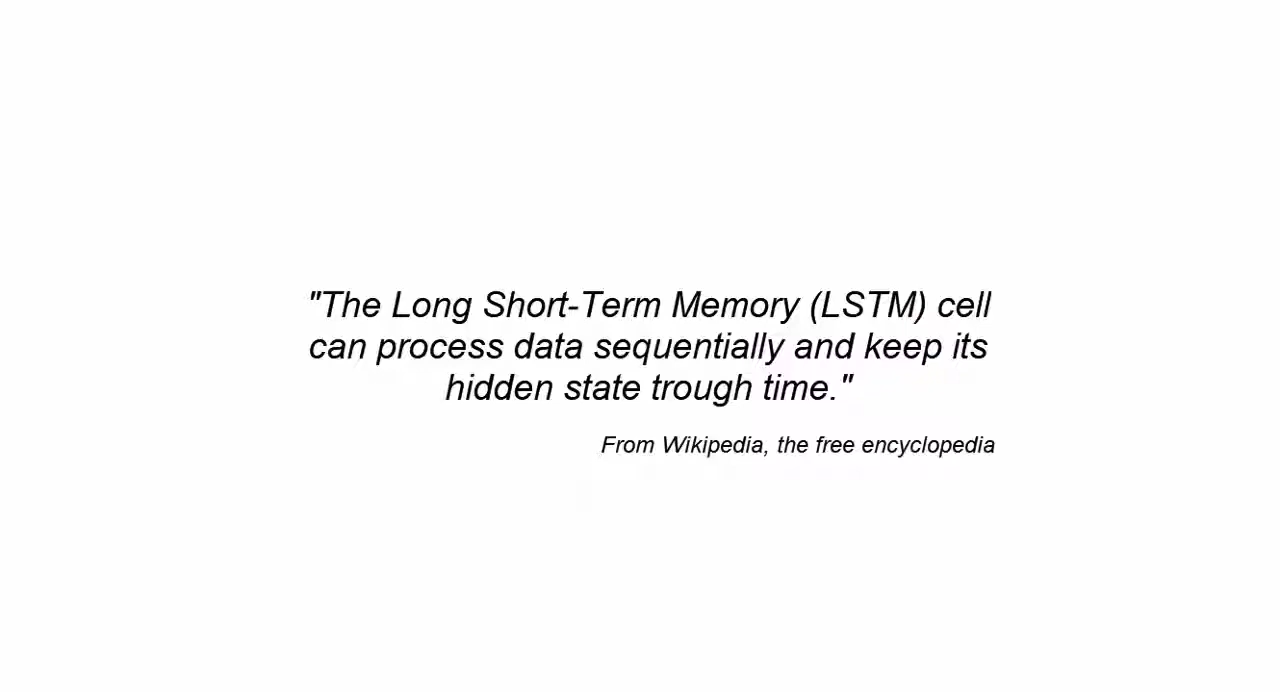 "The Long Short-Term Memory (LSTM) cell
can process data sequentially and keep its
hidden state trough time."
From Wikipedia, the free encyclopedia